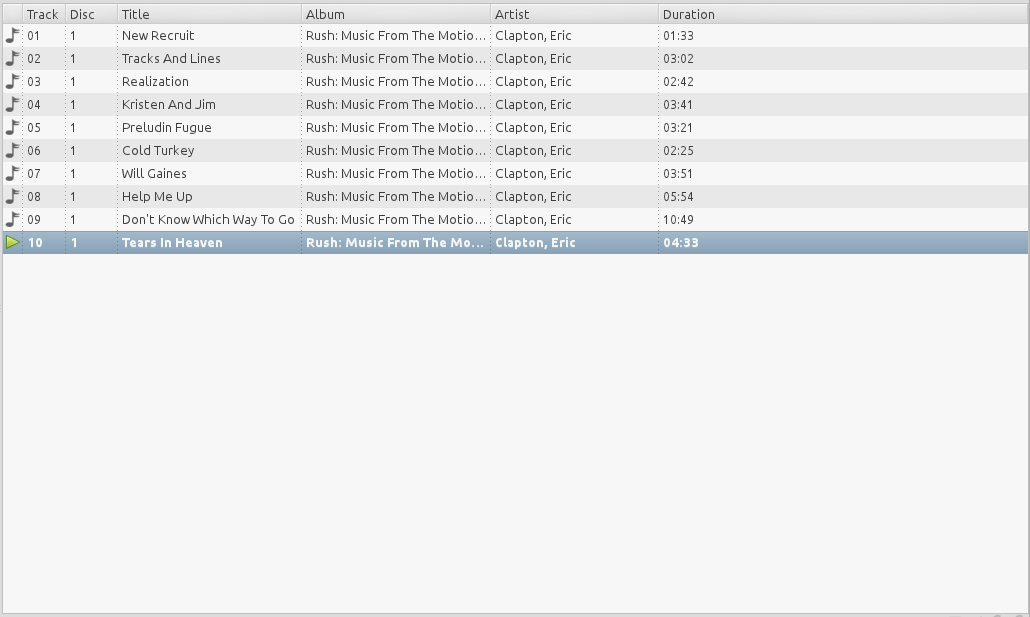 Track Disc Title Album Artist Duration
01 1 New Recruit Rush: Music From The Motio... Clapton, Eric 01:33
02 1 Tracks And Lines Rush: Music From The Motio... Clapton, Eric 03:02
03 1 Realization Rush: Music From The Motio... Clapton, Eric 02:42
04 1 Kristen And Jim Rush: Music From The Motio... Clapton, Eric 03:41
05 1 Preludin Fugue Rush: Music From The Motio... Clapton, Eric 03:21
06 1 Cold Turkey Rush: Music From The Motio... Clapton, Eric 02:25
07 1 Will Gaines Rush: Music From The Motio... Clapton, Eric 03:51
08 1 Help Me Up Rush: Music From The Motio... Clapton, Eric 05:54
09 1 Don't Know Which Way To Go Rush: Music From The Motio... Clapton, Eric 10:49
10 1 Tears In Heaven Rush: Music From The Mo... Clapton, Eric 04:33